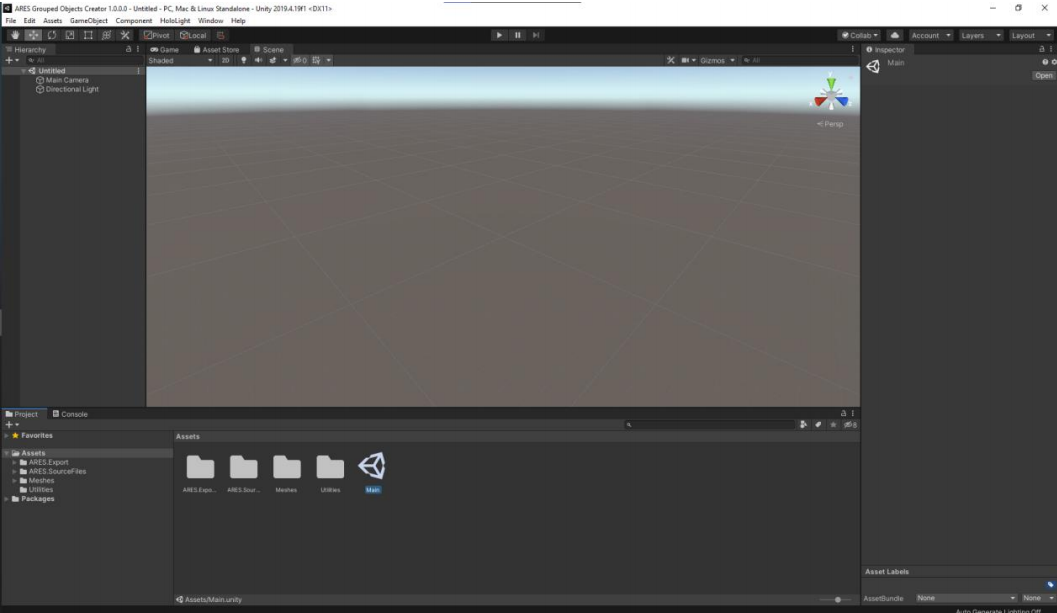 ARES Grouped Objects Creator 1.0.0.0 - Untitled - PC, Mac & Linux Standalone - Unity 2019.4.19f1 <DX11>
File Edit Assets GameObject Component HoloLight Window Help
Pivot Local Collab Account Layers Layout
Hierarchy Game Asset Store Scene Inspector
All Shaded 2D 0 Gizmos All Main
Untitled
Main Camera
Open
Directional Light
x
Persp
Project Console
8
Favorites Assets
Assets
ARES.Export
ARES.SourceFiles
Meshes
Utilities
Packages
ARES.Expo... ARES.Sour... Meshes Utilities Main
Asset Labels
Assets/Main.unity AssetBundle None None
Auto Generate Lighting Off